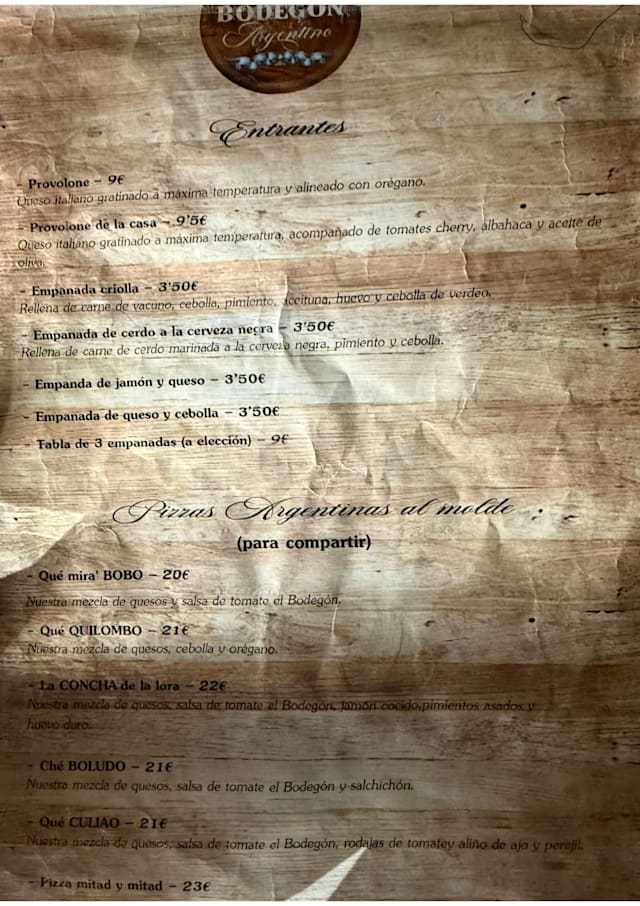 BODEGÓN
Argentino
Entrantes
- Provolone - 9€
Queso italiano gratinado a máxima temperatura y alineado con orégano.
- Provolone de la casa - 9'5€
Queso italiano gratinado a máxima temperatura, acompañado de tomates cherry, albahaca y aceite de
oliva.
- Empanada criolla - 3'50€
Rellena de carne de vacuno, cebolla, pimiento, aceituna, huevo y cebolla de verdeo.
- Empanada de cerdo a la cerveza negra - 3'50€
Rellena de carne de cerdo marinada a la cerveza negra, pimiento y cebolla.
- Empanda de jamón y queso - 3'50€
- Empanada de queso y cebolla - 3'50€
- Tabla de 3 empanadas (a elección) - 9€
Pizzas Argentinas al molde
(para compartir)
- Qué mira' BOBO - 20€
Nuestra mezcla de quesos y salsa de tomate el Bodegón.
- Qué QUILOMBO - 21€
Nuestra mezcla de quesos, cebolla y orégano.
- La CONCHA de la lora - 22€
Nuestra mezcla de quesos, salsa de tomate el Bodegón, jamón cocido,pimientos asados y
huevo duro.
- Ché BOLUDO - 21€
Nuestra mezcla de quesos, salsa de tomate el Bodegón y salchichón.
- Qué CULIAO - 21€
Nuestra mezcla de quesos, salsa de tomate el Bodegón, rodajas de tomatey aliño de ajo y perejil.
- Pizza mitad y mitad - 23€